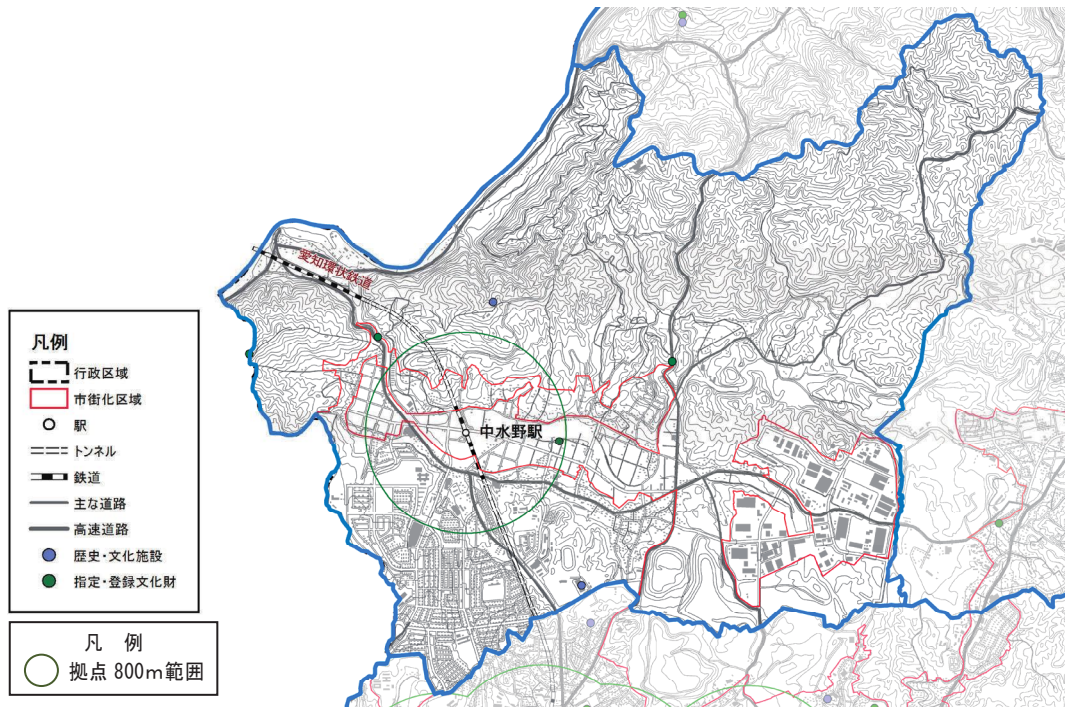 愛知環状鉄道
中水野駅
凡例
行政区域
市街化区域
駅
トンネル
鉄道
主な道路
高速道路
歴史・文化施設
指定・登録文化財
凡 例
拠点 800m範囲